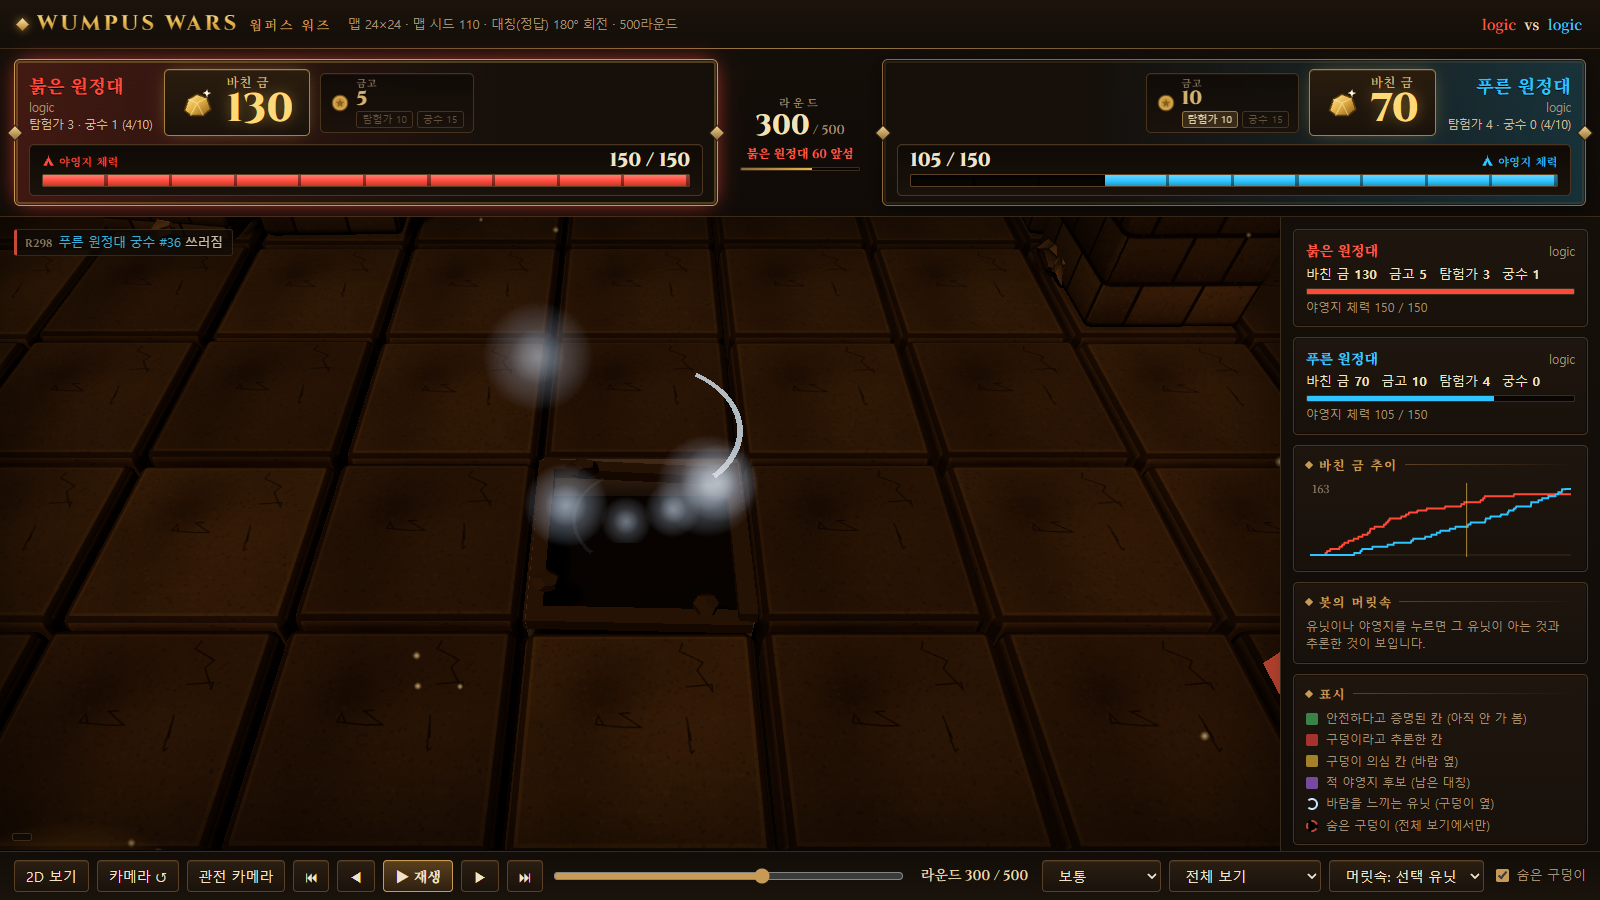 WUMPUS WARS 웜퍼스 워즈 맵 24×24 · 맵 시드 110 · 대칭(정답) 180° 회전 · 500라운드
logic vs logic
붉은 원정대
logic
탐험가 3 · 궁수 1 (4/10)
바친 금
130
금고
5
탐험가 10 궁수 15
야영지 체력
150 / 150
라운드
300 / 500
붉은 원정대 60 앞섬
금고
10
탐험가 10 궁수 15
바친 금
70
푸른 원정대
logic
탐험가 4 · 궁수 0 (4/10)
105 / 150
야영지 체력
R298 푸른 원정대 궁수 #36 쓰러짐
붉은 원정대 logic
바친 금 130 금고 5 탐험가 3 궁수 1
야영지 체력 150 / 150
푸른 원정대 logic
바친 금 70 금고 10 탐험가 4 궁수 0
야영지 체력 105 / 150
바친 금 추이
163
봇의 머릿속
유닛이나 야영지를 누르면 그 유닛이 아는 것과
추론한 것이 보입니다.
표시
안전하다고 증명된 칸 (아직 안 가 봄)
구덩이라고 추론한 칸
구덩이 의심 칸 (바람 옆)
적 야영지 후보 (남은 대칭)
바람을 느끼는 유닛 (구덩이 옆)
숨은 구덩이 (전체 보기에서만)
2D 보기 카메라 ↺ 관전 카메라 ⏮ ◀ ▶ 재생 ▶ ⏭ 라운드 300 / 500 보통 전체 보기 머릿속: 선택 유닛 숨은 구덩이